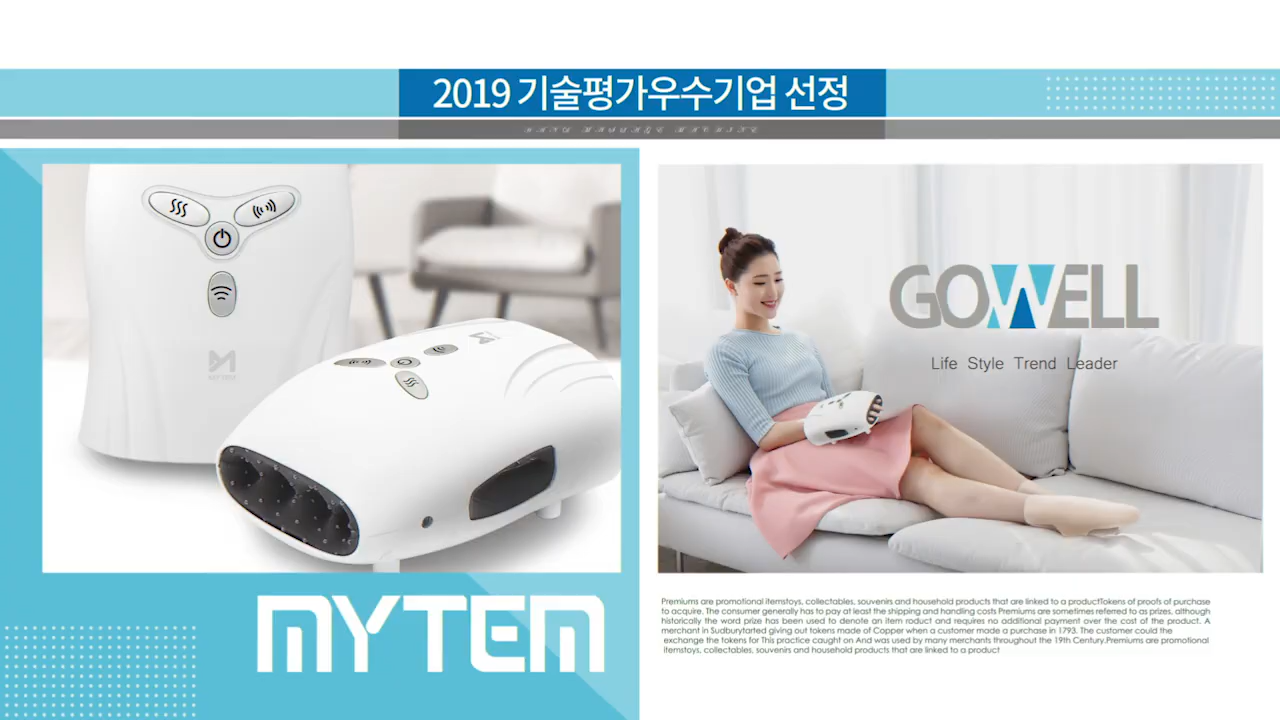 2019 기술평가우수기업 선정
HAND MASSAGE MACHINE
MYTEM
GOWELL
Life Style Trend Leader
MYTEM
Premiums are promotional itemstoys, collectables, souvenirs and household products that are linked to a productTokens of proofs of purchase
to acquire. The consumer generally has to pay at least the shipping and handling costs Premiums are sometimes referred to as prizes, although
historically the word prize has been used to denote an item roduct and requires no additional payment over the cost of the product. A
merchant in Sudburytarted giving out tokens made of Copper when a customer made a purchase in 1793. The customer could the
exchange the tokens for This practice caught on And was used by many merchants throughout the 19th Century.Premiums are promotional
itemstoys, collectables, souvenirs and household products that are linked to a product